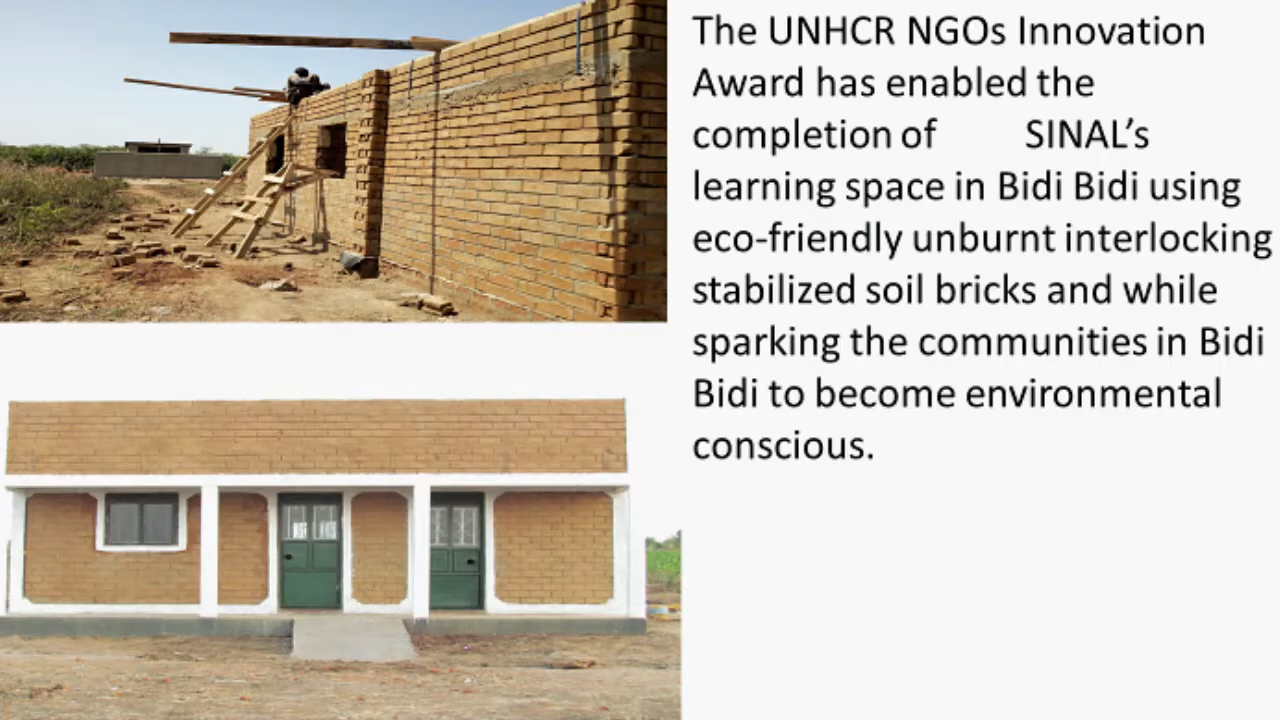 The UNHCR NGOs Innovation
Award has enabled the
completion of SINAL’s
learning space in Bidi Bidi using
eco-friendly unburnt interlocking
stabilized soil bricks and while
sparking the communities in Bidi
Bidi to become environmental
conscious.